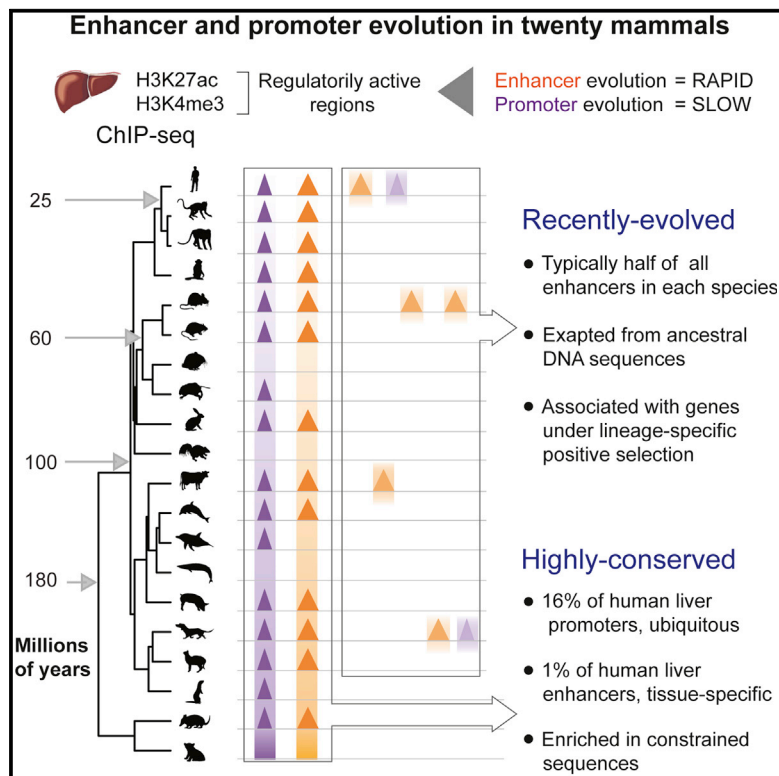 Enhancer and promoter evolution in twenty mammals
H3K27ac
H3K4me3
ChIP-seq
Regulatorily active
regions
Enhancer evolution = RAPID
Promoter evolution = SLOW
25
60
100
180
Millions
of years
Recently-evolved
• Typically half of all
enhancers in each species
• Exapted from ancestral
DNA sequences
• Associated with genes
under lineage-specific
positive selection
Highly-conserved
• 16% of human liver
promoters, ubiquitous
• 1% of human liver
enhancers, tissue-specific
• Enriched in constrained
sequences